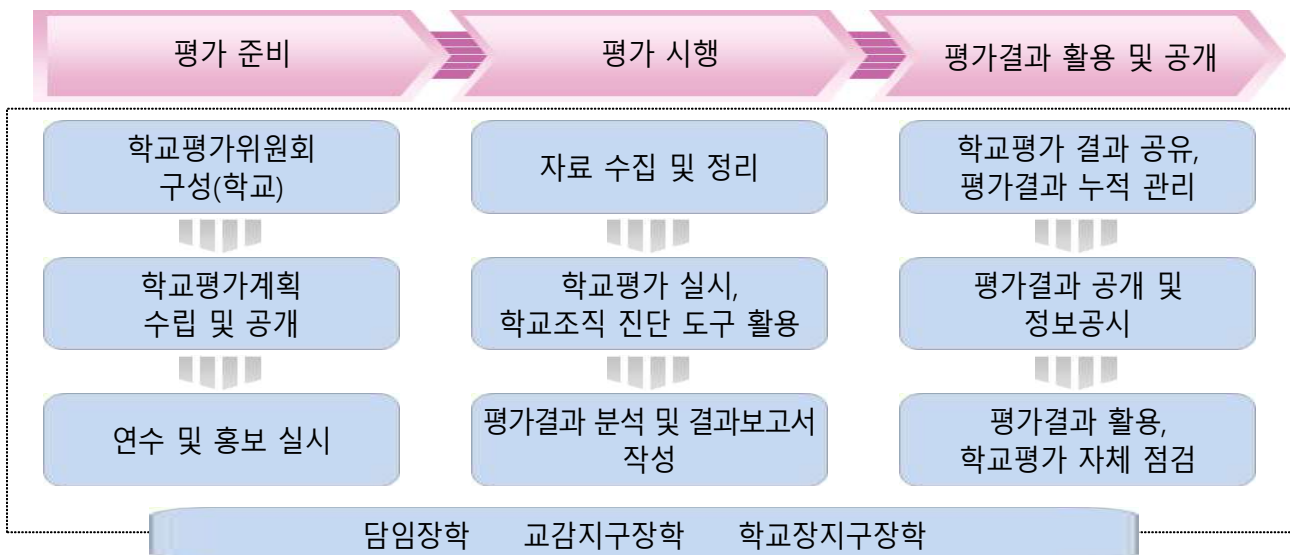 평가 준비
평가 시행
평가결과 활용 및 공개
학교평가위원회
구성(학교)
학교평가계획
수립 및 공개
연수 및 홍보 실시
자료 수집 및 정리
학교평가 실시,
학교조직 진단 도구 활용
평가결과 분석 및 결과보고서
작성
학교평가 결과 공유,
평가결과 누적 관리
평가결과 공개 및
정보공시
평가결과 활용,
학교평가 자체 점검
담임장학 교감지구장학 학교장지구장학